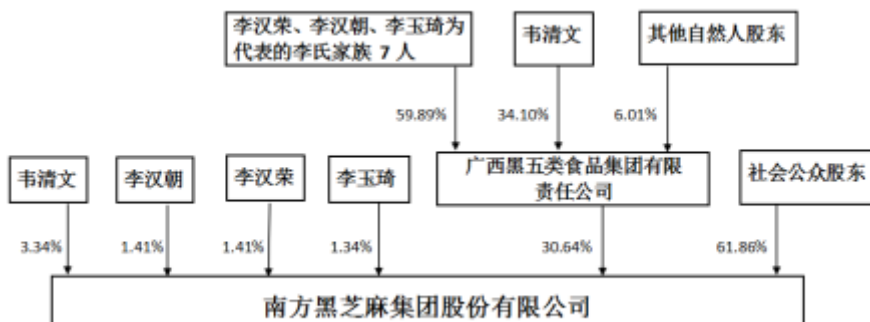 李汉荣、李汉朝、李玉琦为
代表的李氏家族 7 人
韦清文
其他自然人股东
59.89%
34.10%
6.01%
韦清文
李汉朝
李汉荣
李玉琦
广西黑五类食品集团有限
责任公司
社会公众股东
3.34%
1.41%
1.41%
1.34%
30.64%
61.86%
南方黑芝麻集团股份有限公司